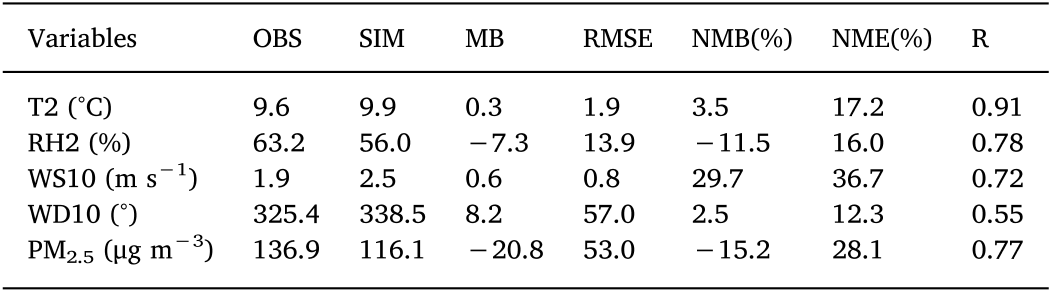 Variables OBS SIM MB RMSE NMB(%) NME(%) R
T2 (°C) 9.6 9.9 0.3 1.9 3.5 17.2 0.91
RH2 (%) 63.2 56.0 −7.3 13.9 −11.5 16.0 0.78
WS10 (m s⁻¹) 1.9 2.5 0.6 0.8 29.7 36.7 0.72
WD10 (°) 325.4 338.5 8.2 57.0 2.5 12.3 0.55
PM₂.₅ (μg m⁻³) 136.9 116.1 −20.8 53.0 −15.2 28.1 0.77